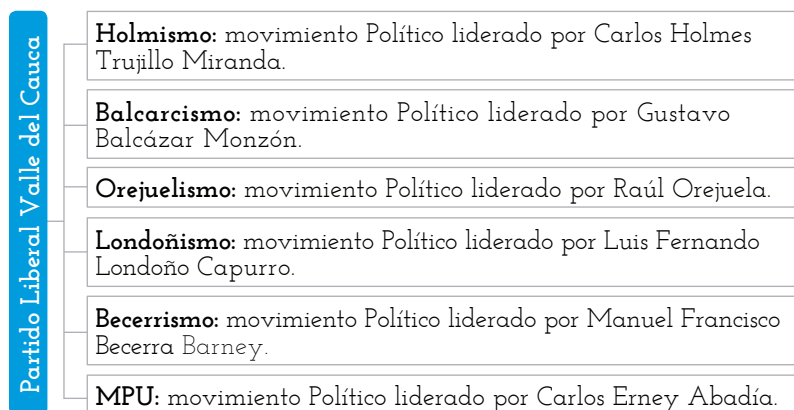 Partido Liberal Valle del Cauca
Holmismo: movimiento Político liderado por Carlos Holmes
Trujillo Miranda.
Balcarcismo: movimiento Político liderado por Gustavo
Balcázar Monzón.
Orejuelismo: movimiento Político liderado por Raúl Orejuela.
Londoñismo: movimiento Político liderado por Luis Fernando
Londoño Capurro.
Becerrismo: movimiento Político liderado por Manuel Francisco
Becerra Barney.
MPU: movimiento Político liderado por Carlos Erney Abadía.